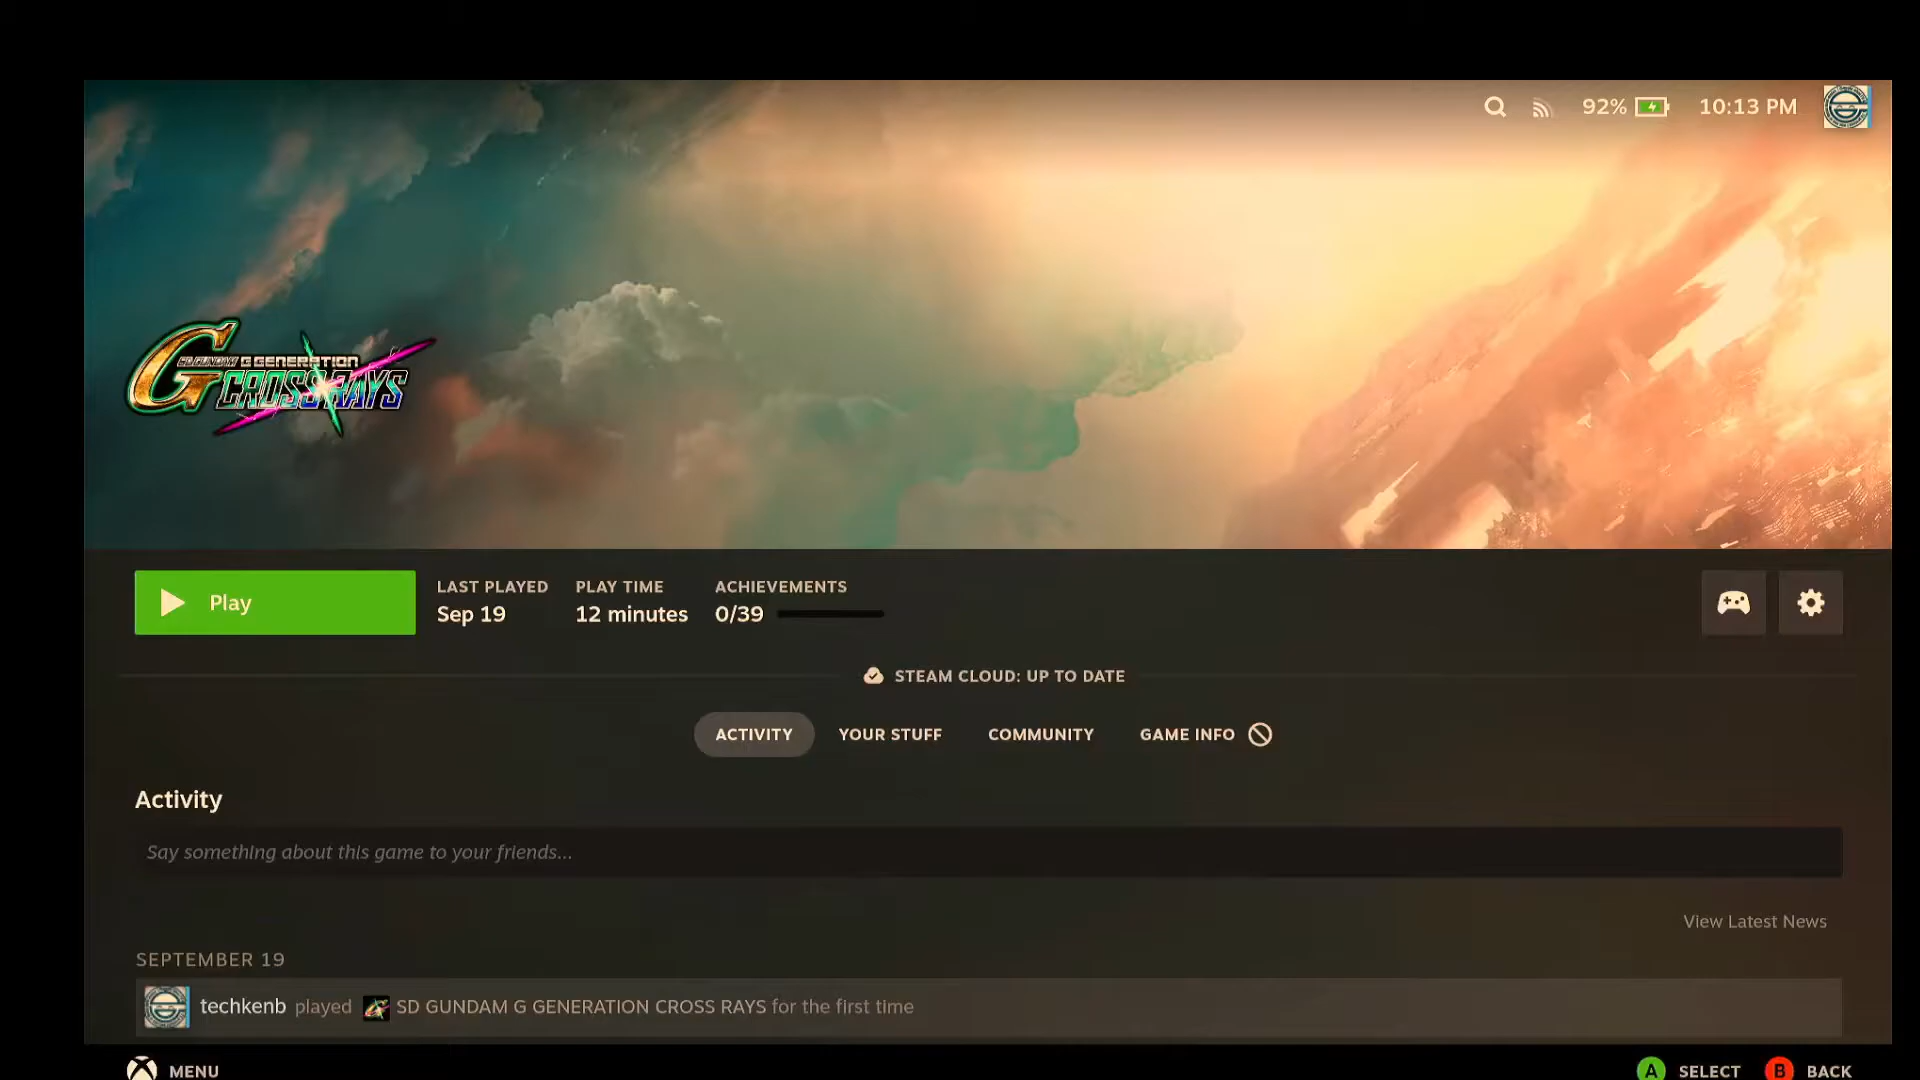 92%
10:13 PM
SD GUNDAM G GENERATION
CROSS RAYS
Play
LAST PLAYED
Sep 19
PLAY TIME
12 minutes
ACHIEVEMENTS
0/39
STEAM CLOUD: UP TO DATE
ACTIVITY
YOUR STUFF
COMMUNITY
GAME INFO
Activity
Say something about this game to your friends...
View Latest News
SEPTEMBER 19
techkenb played SD GUNDAM G GENERATION CROSS RAYS for the first time
MENU
A SELECT
B BACK